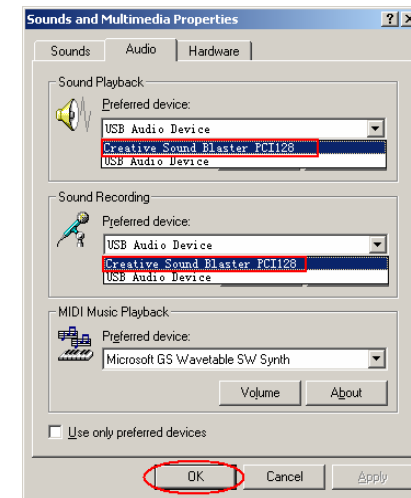 Sounds and Multimedia Properties
Sounds Audio Hardware
Sound Playback
Preferred device:
USB Audio Device
Creative Sound Blaster PCI128
USB Audio Device
Sound Recording
Preferred device:
USB Audio Device
Creative Sound Blaster PCI128
USB Audio Device
MIDI Music Playback
Preferred device:
Microsoft GS Wavetable SW Synth
Volume About
Use only preferred devices
OK Cancel Apply